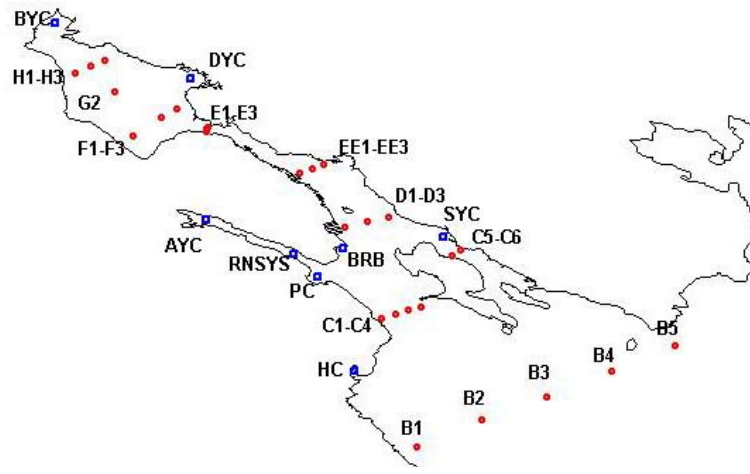 BYC
DYC
H1-H3
G2
E1-E3
F1-F3
EE1-EE3
D1-D3
SYC
AYC
C5-C6
RNSYS
BRB
PC
C1-C4
B5
HC
B4
B3
B2
B1